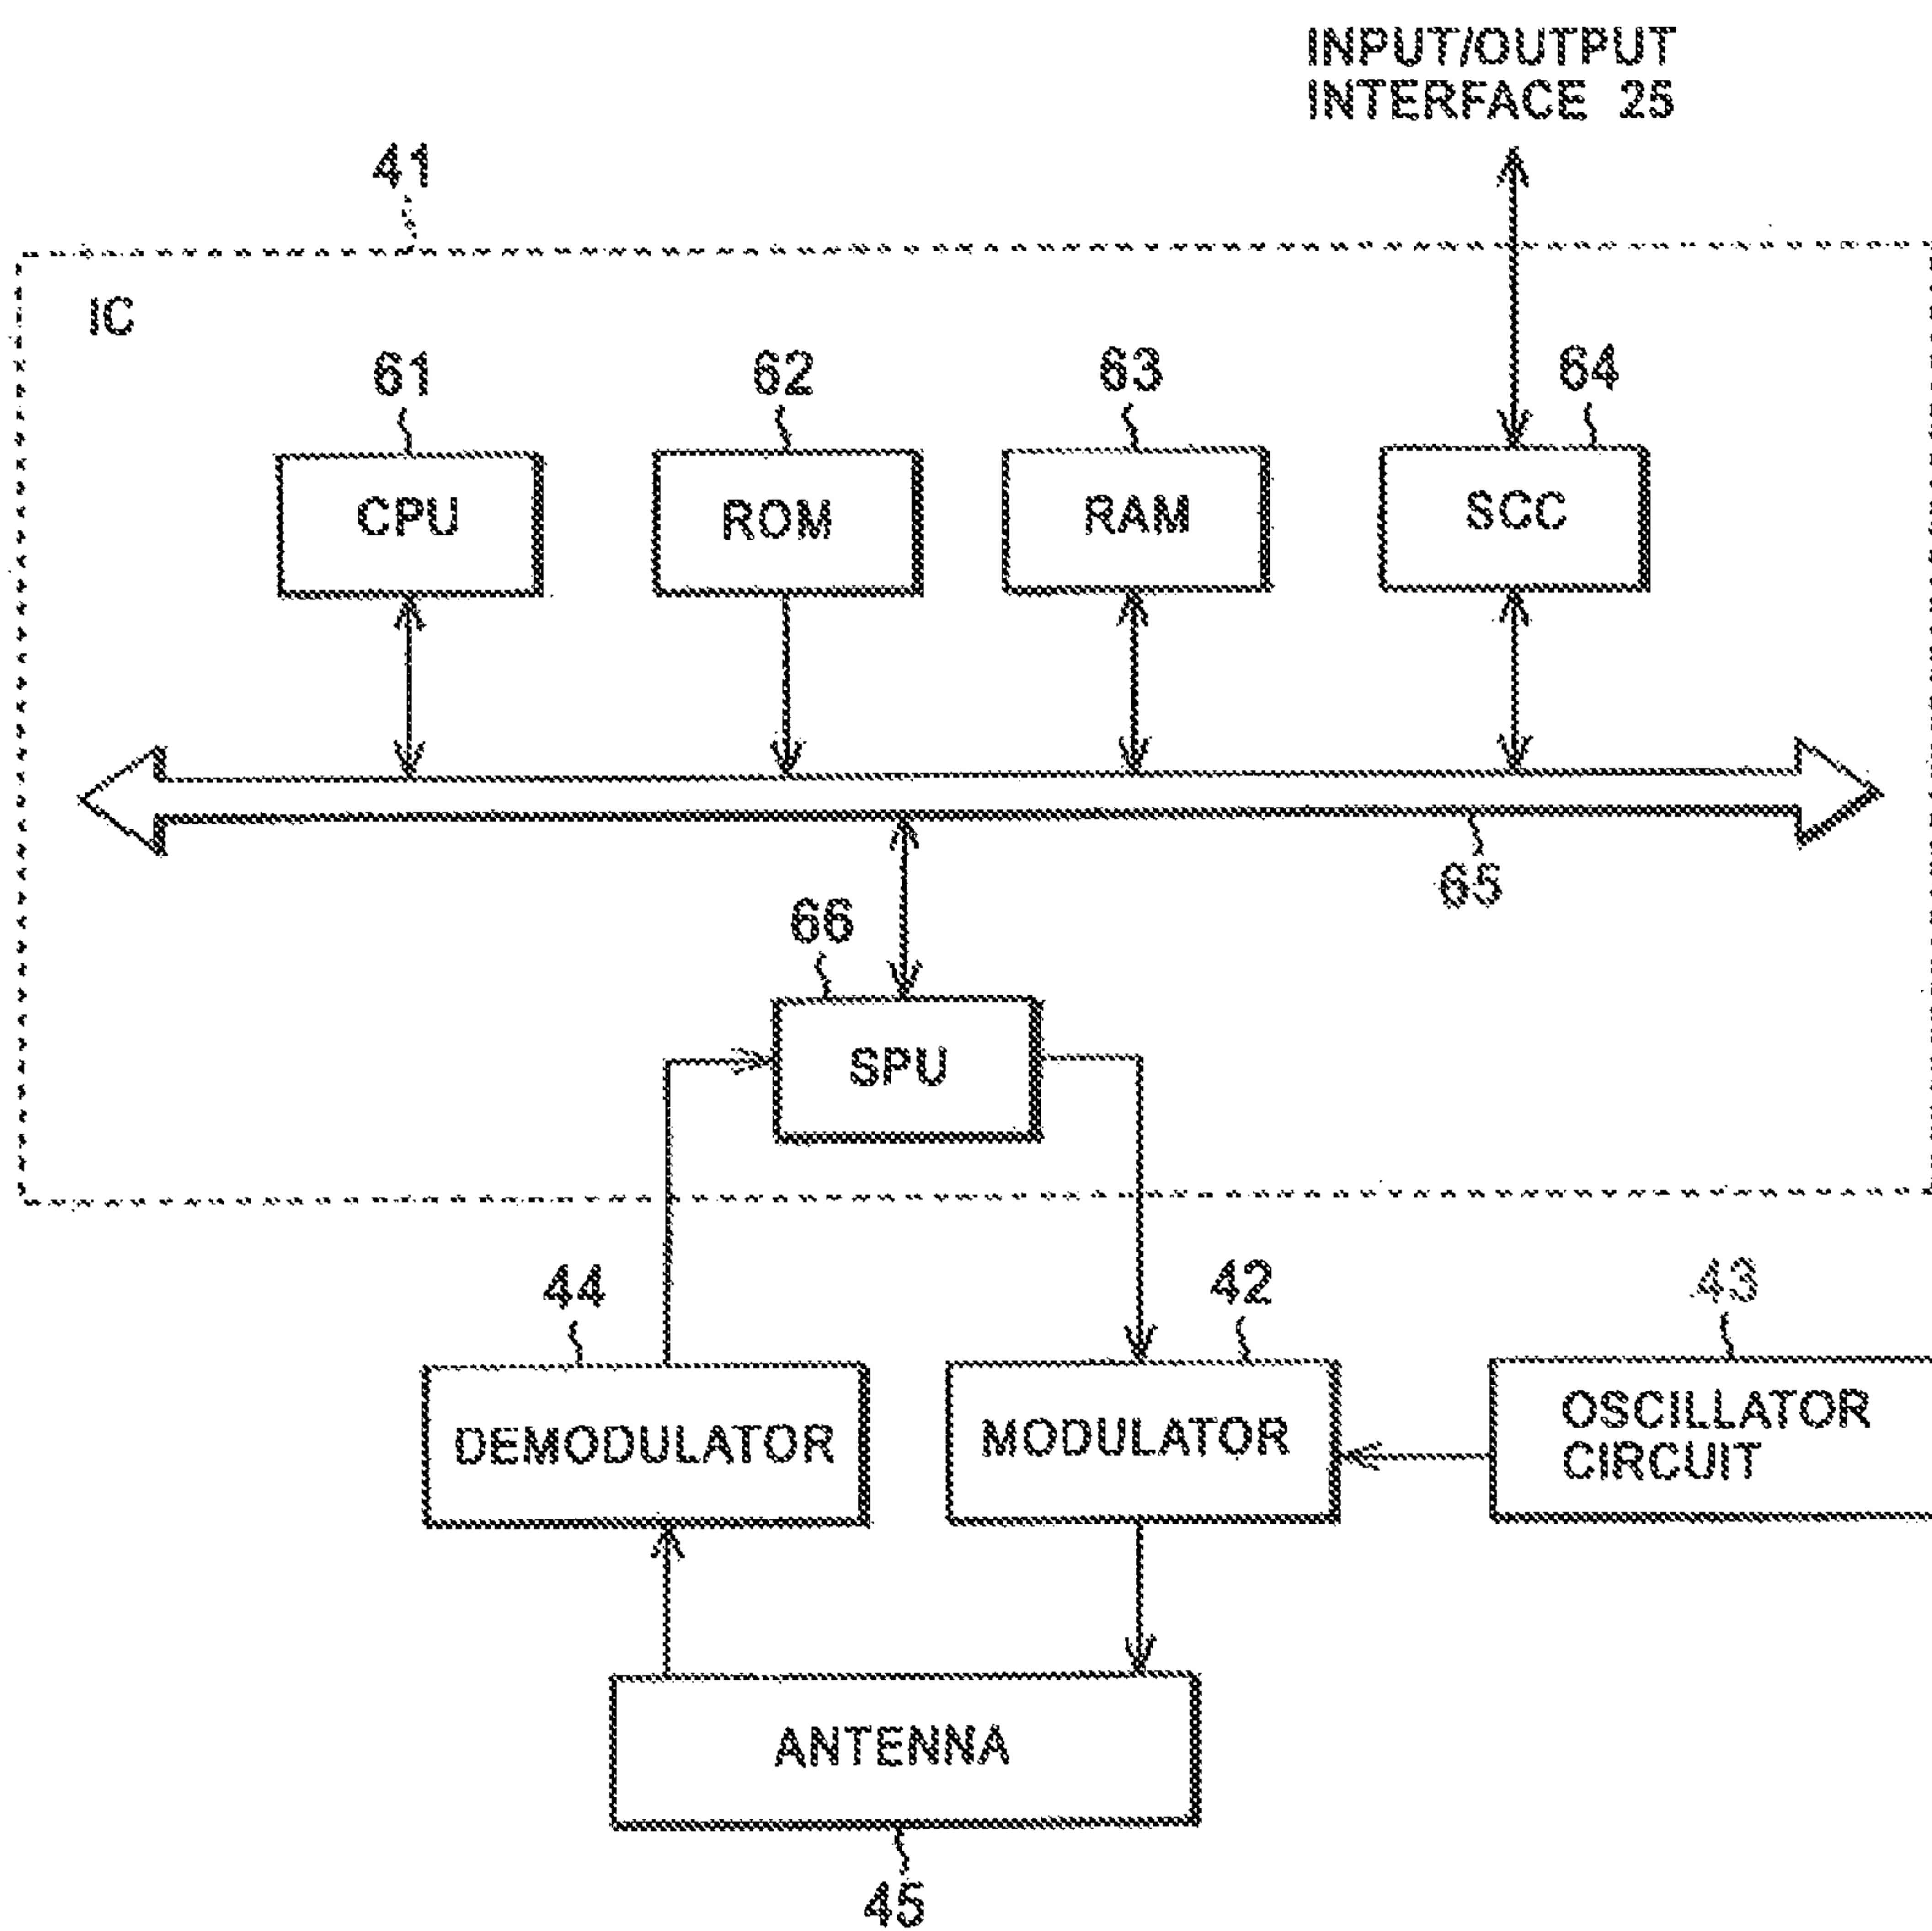 INPUT/OUTPUT
INTERFACE 25
41
IC
61
62
63
64
CPU
ROM
RAM
SCC
65
66
SPU
44
42
43
DEMODULATOR
MODULATOR
OSCILLATOR
CIRCUIT
ANTENNA
45